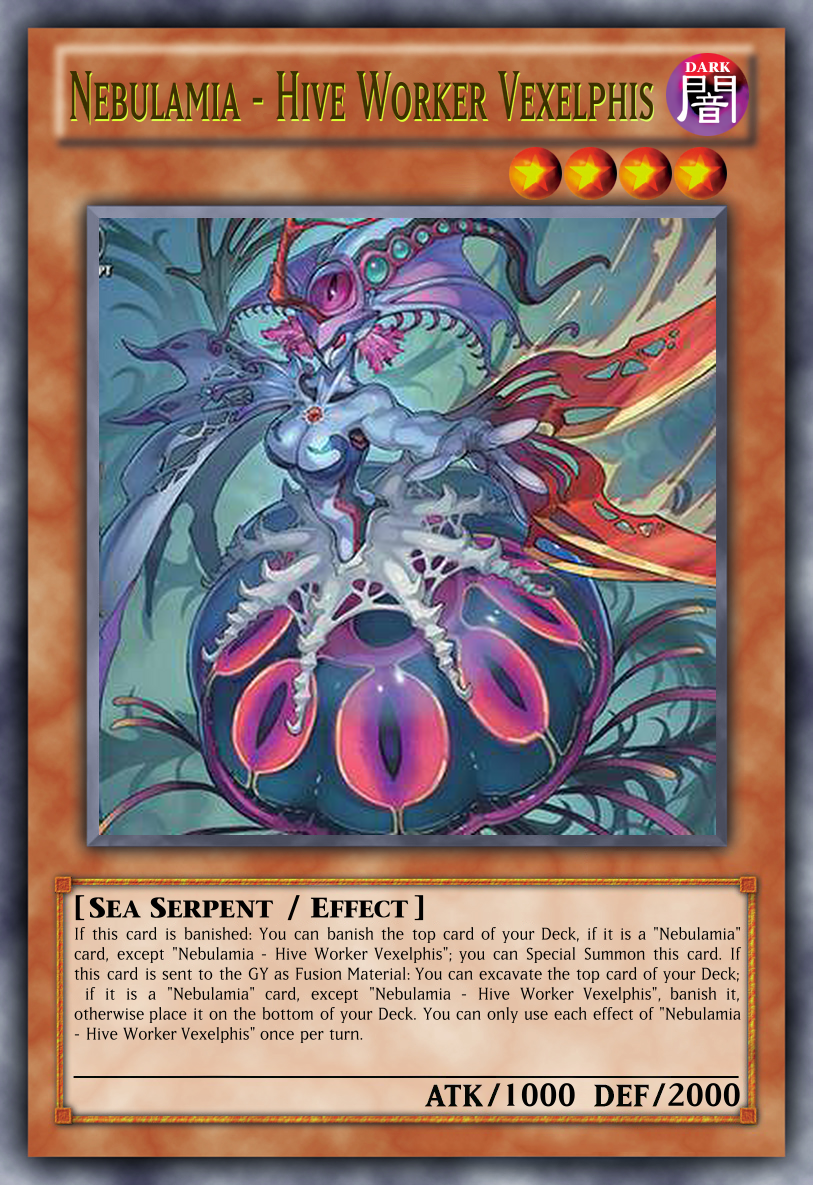 Nebulamia - Hive Worker Vexelphis
DARK
闇
PT
[ Sea Serpent / Effect ]
If this card is banished: You can banish the top card of your Deck, if it is a "Nebulamia"
card, except "Nebulamia - Hive Worker Vexelphis"; you can Special Summon this card. If
this card is sent to the GY as Fusion Material: You can excavate the top card of your Deck;
if it is a "Nebulamia" card, except "Nebulamia - Hive Worker Vexelphis", banish it,
otherwise place it on the bottom of your Deck. You can only use each effect of "Nebulamia
- Hive Worker Vexelphis" once per turn.
ATK/1000 DEF/2000